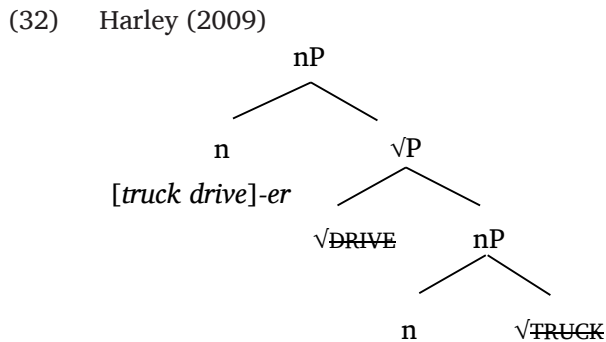 (32) Harley (2009)
nP
n √P
[truck drive]-er
√DRIVE nP
n √TRUCK